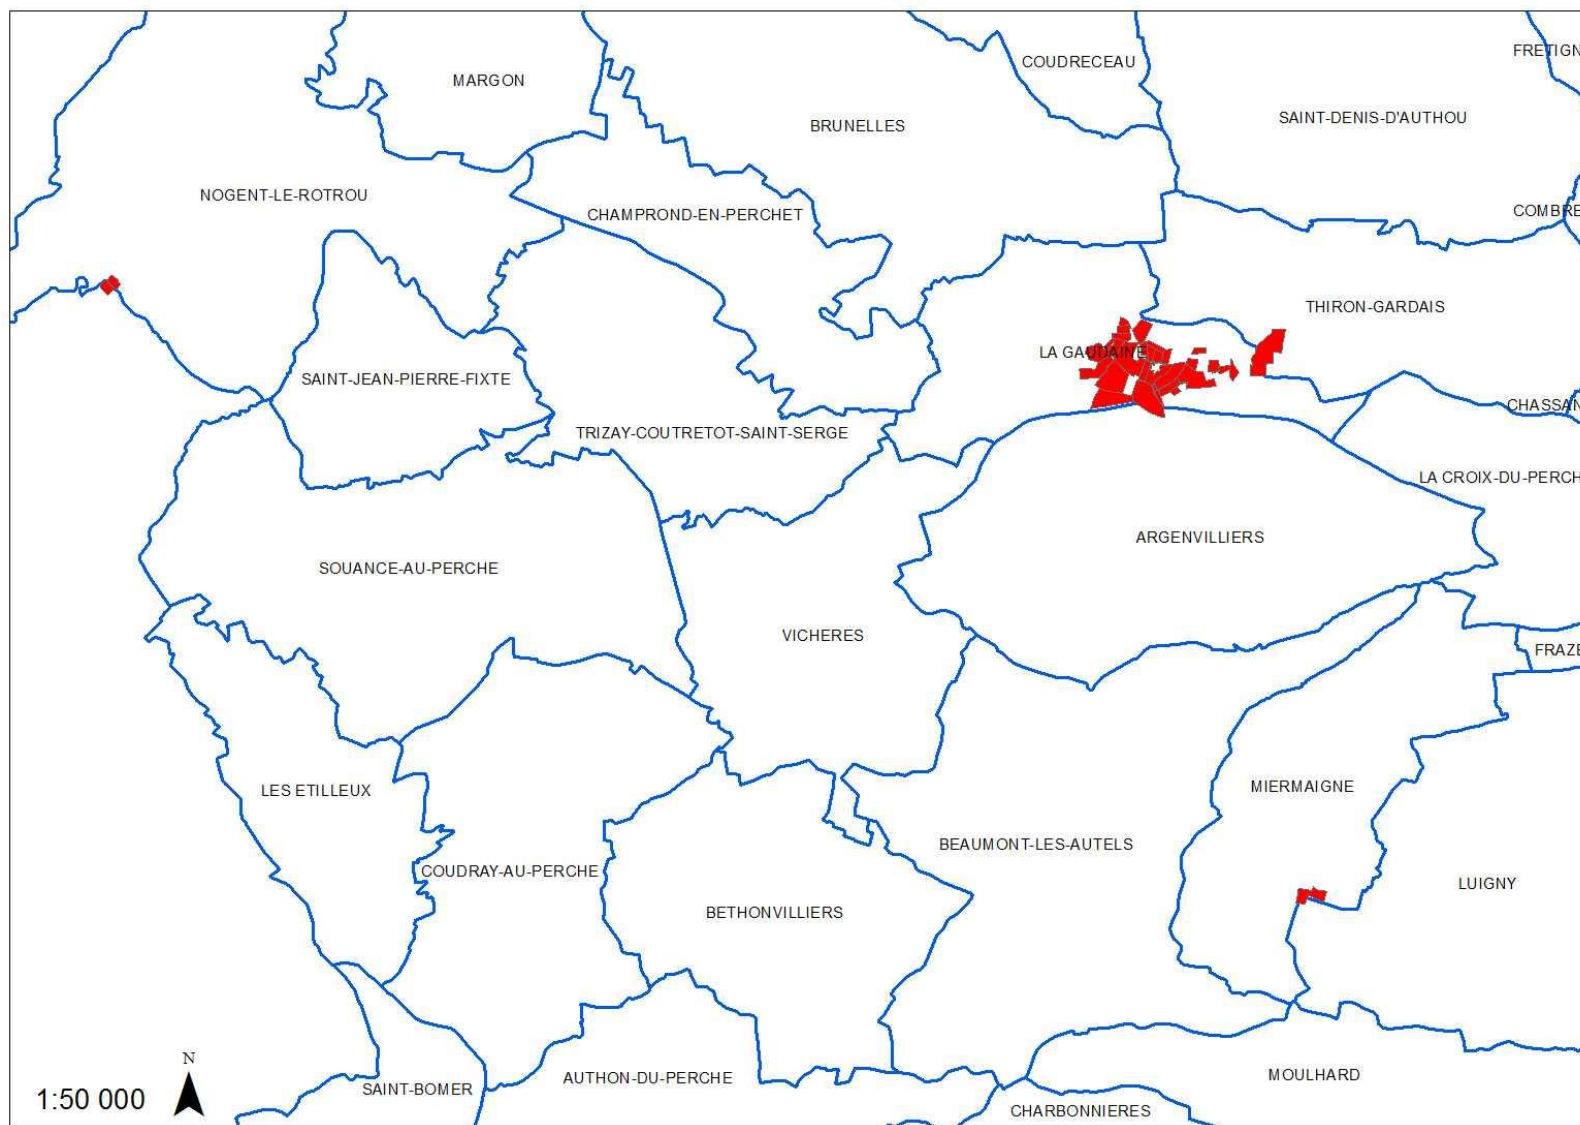 FRETIGN
COUDRECEAU
MARGON
SAINT-DENIS-D'AUTHOU
BRUNELLES
NOGENT-LE-ROTROU
COMBRE
CHAMPROND-EN-PERCHET
THIRON-GARDAIS
LA GAUDAINE
SAINT-JEAN-PIERRE-FIXTE
CHASSAN
TRIZAY-COUTRETOT-SAINT-SERGE
LA CROIX-DU-PERCH
ARGENVILLIERS
SOUANCE-AU-PERCHE
VICHERES
FRAZE
MIERMAIGNE
LES ETILLEUX
BEAUMONT-LES-AUTELS
COUDRAY-AU-PERCHE
LUIGNY
BETHONVILLIERS
N
MOULHARD
AUTHON-DU-PERCHE
SAINT-BOMER
1:50 000
CHARBONNIERES